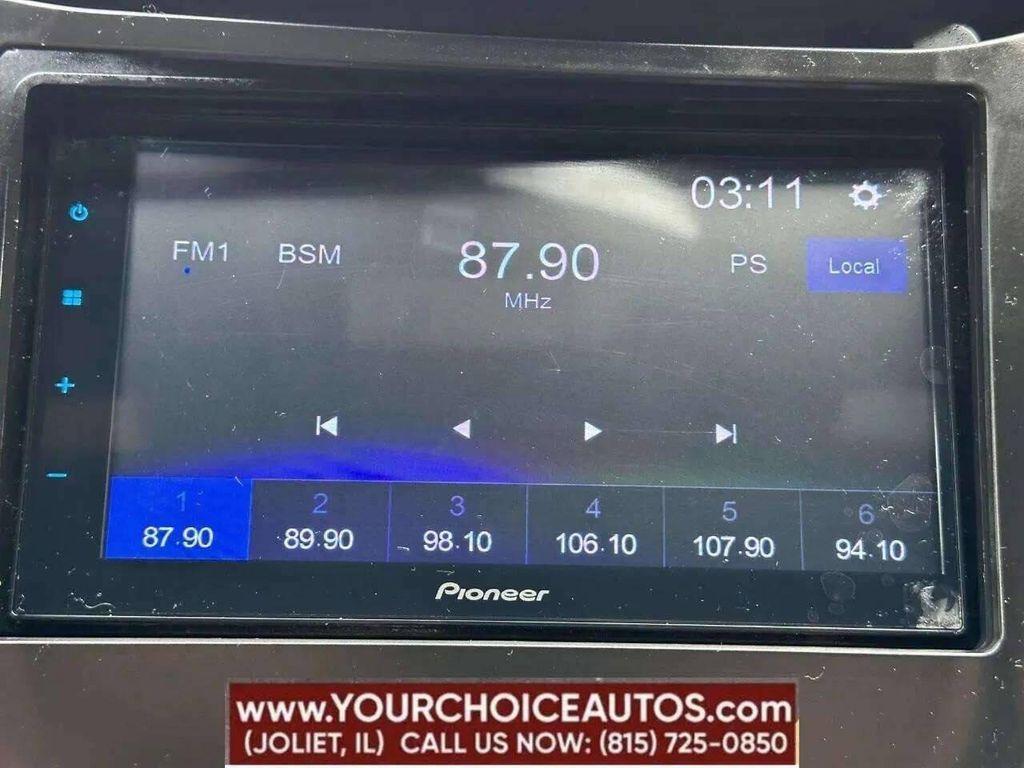 03:11
FM1 BSM 87.90 PS Local
MHz
1 2 3 4 5 6
87.90 89.90 98.10 106.10 107.90 94.10
Pioneer
www.YOURCHOICEAUTOS.com
(JOLIET, IL) CALL US NOW: (815) 725-0850